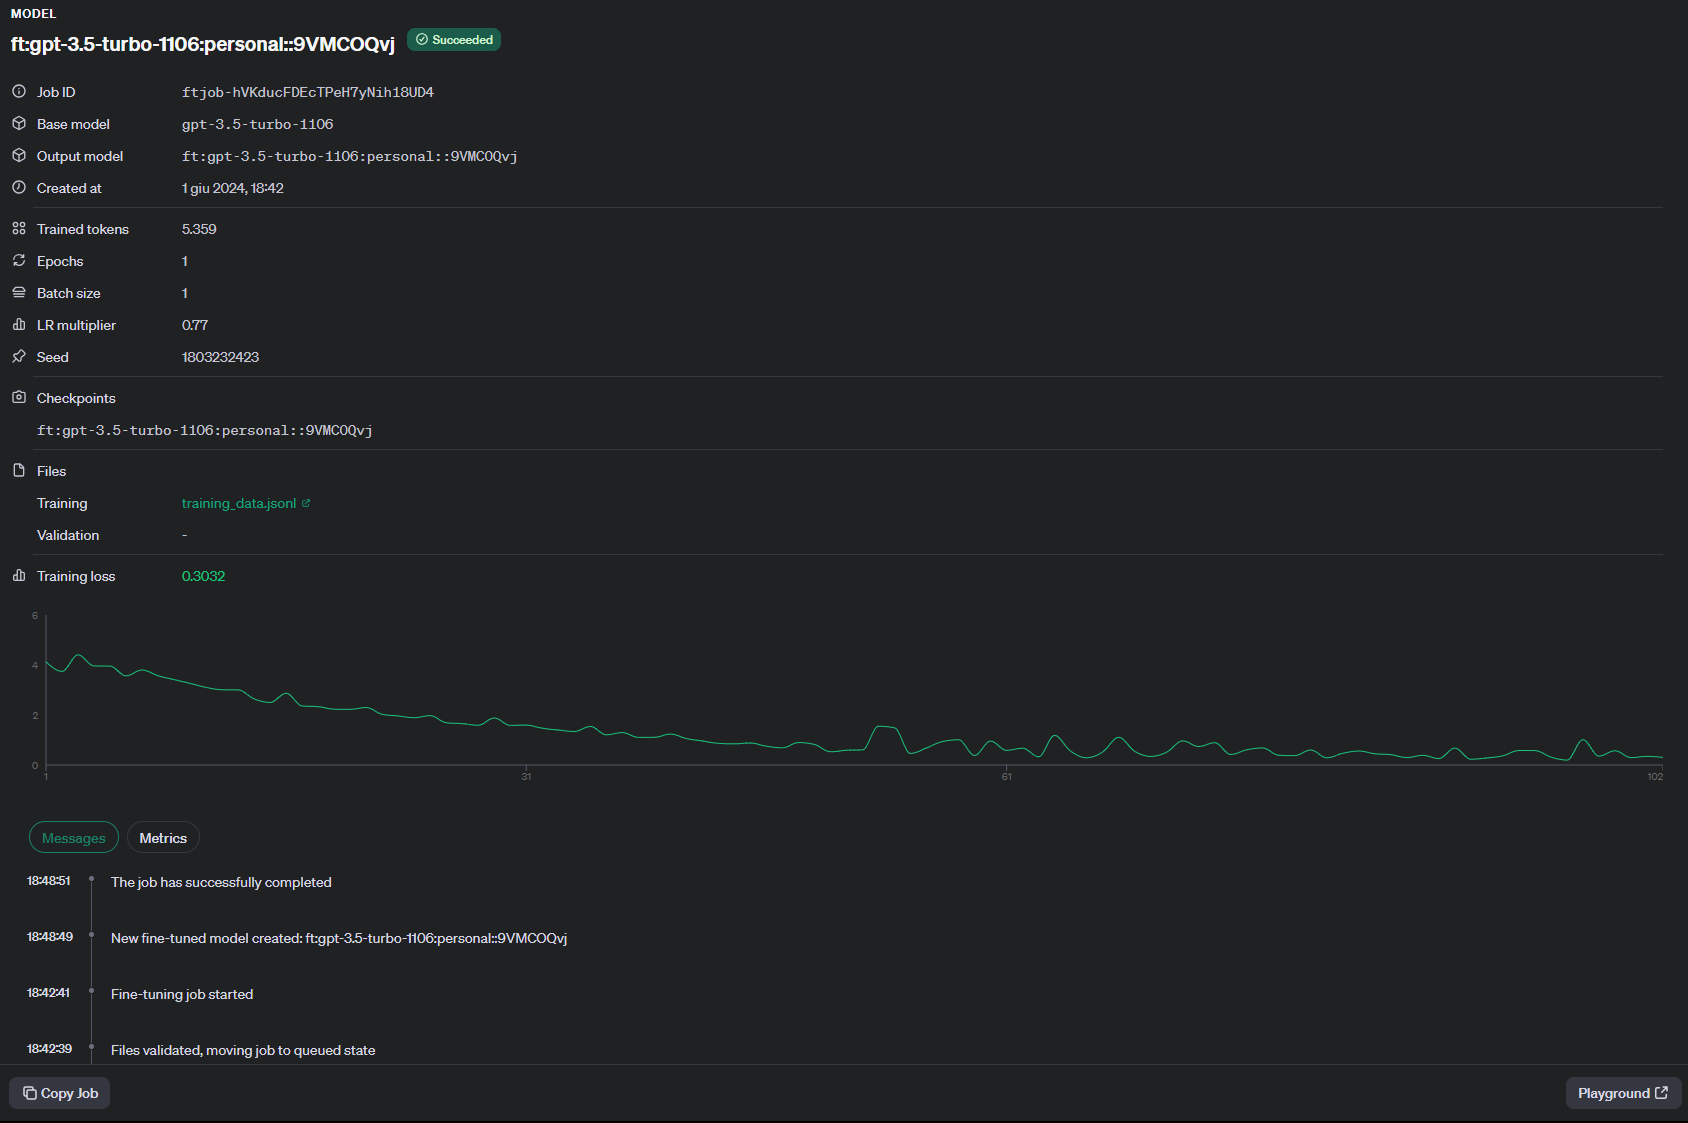 MODEL
ft:gpt-3.5-turbo-1106:personal::9VMCOQvj Succeeded
Job ID ftjob-hVKducFDEcTPeH7yNih18UD4
Base model gpt-3.5-turbo-1106
Output model ft:gpt-3.5-turbo-1106:personal::9VMCOQvj
Created at 1 giu 2024, 18:42
Trained tokens 5.359
Epochs 1
Batch size 1
LR multiplier 0.77
Seed 1803232423
Checkpoints
ft:gpt-3.5-turbo-1106:personal::9VMCOQvj
Files
Training training_data.jsonl
Validation -
Training loss 0.3032
6
4
2
0
1 31 61 102
Messages Metrics
18:48:51 The job has successfully completed
18:48:49 New fine-tuned model created: ft:gpt-3.5-turbo-1106:personal::9VMCOQvj
18:42:41 Fine-tuning job started
18:42:39 Files validated, moving job to queued state
Copy Job Playground